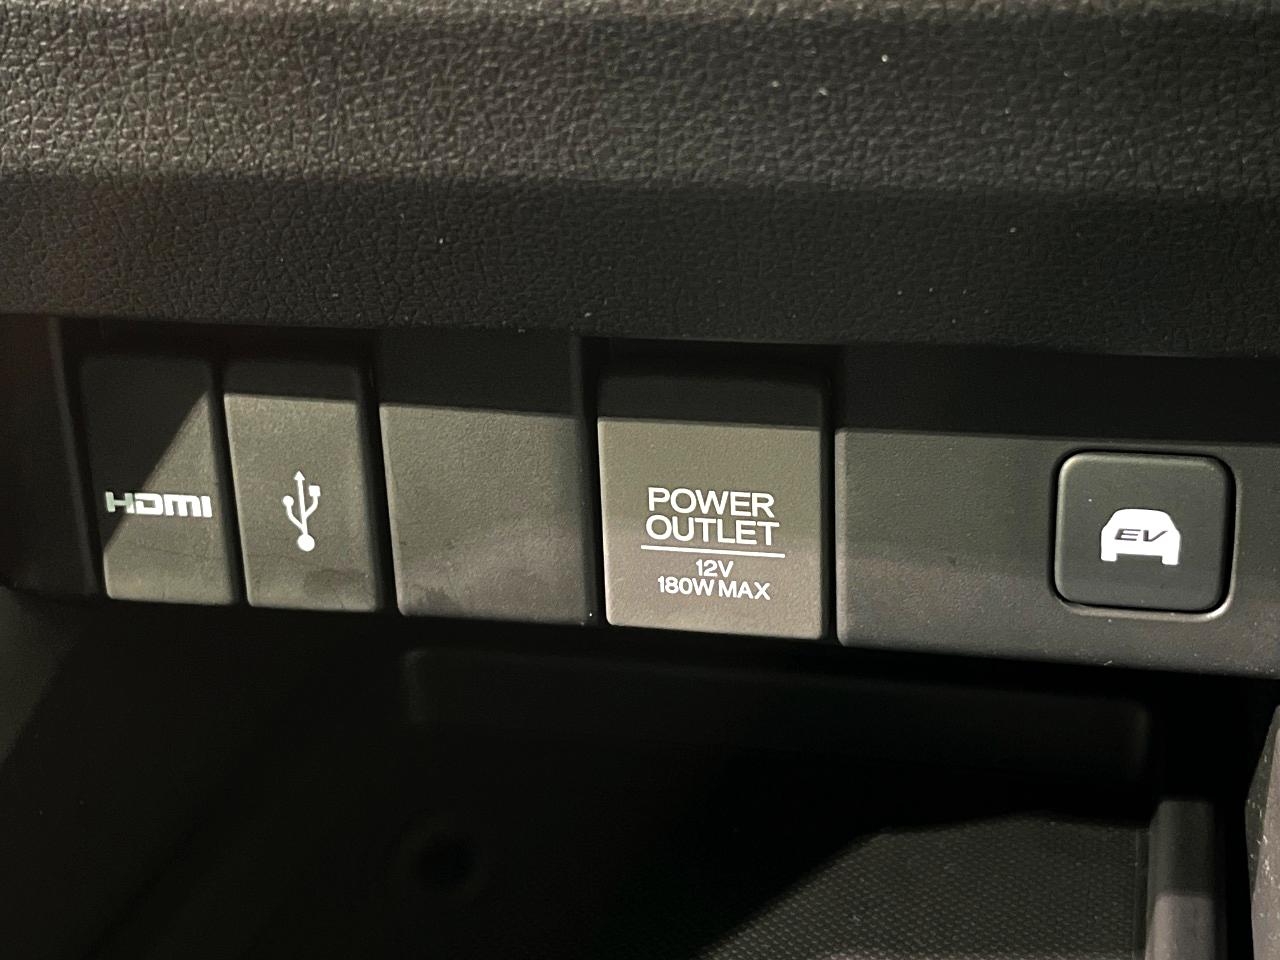 HDMI
POWER
OUTLET
12V
180W MAX
EV